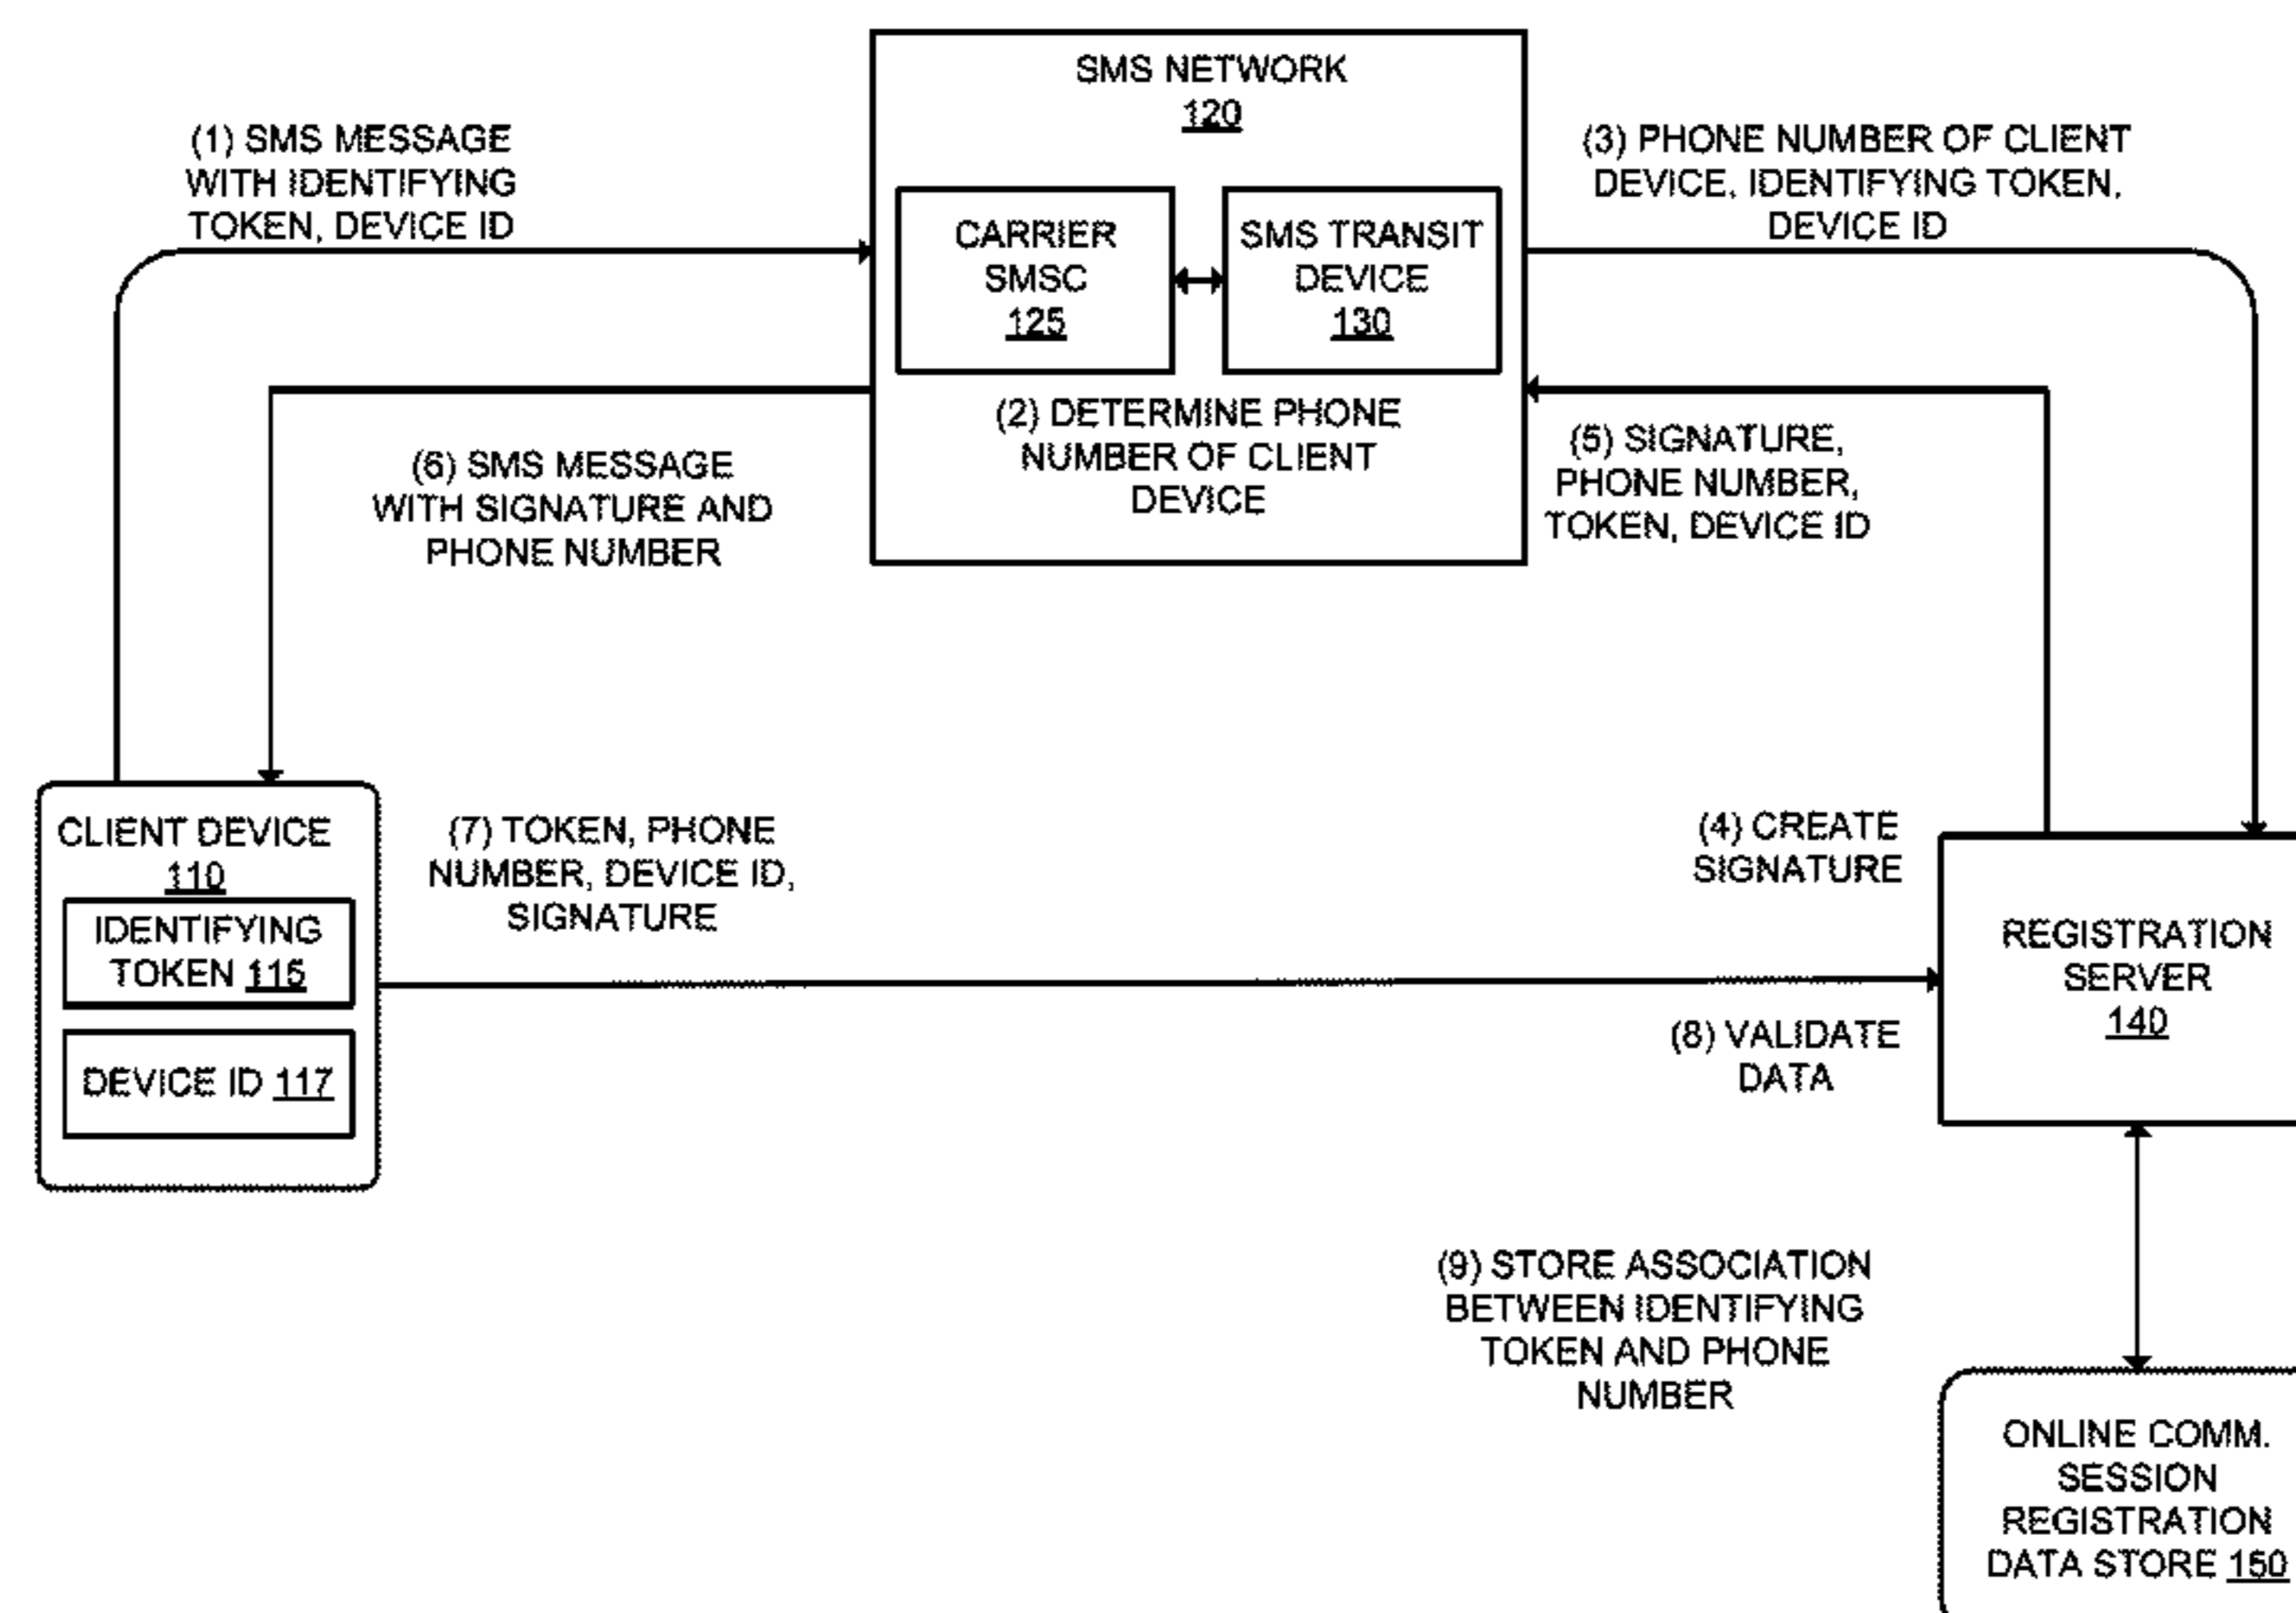 SMS NETWORK
120
(1) SMS MESSAGE
WITH IDENTIFYING
TOKEN, DEVICE ID
(3) PHONE NUMBER OF CLIENT
DEVICE, IDENTIFYING TOKEN,
DEVICE ID
CARRIER
SMSC
125
SMS TRANSIT
DEVICE
130
(2) DETERMINE PHONE
NUMBER OF CLIENT
DEVICE
(6) SMS MESSAGE
WITH SIGNATURE AND
PHONE NUMBER
(5) SIGNATURE,
PHONE NUMBER,
TOKEN, DEVICE ID
CLIENT DEVICE
110
IDENTIFYING
TOKEN 115
DEVICE ID 117
(7) TOKEN, PHONE
NUMBER, DEVICE ID,
SIGNATURE
(4) CREATE
SIGNATURE
REGISTRATION
SERVER
140
(8) VALIDATE
DATA
(9) STORE ASSOCIATION
BETWEEN IDENTIFYING
TOKEN AND PHONE
NUMBER
ONLINE COMM.
SESSION
REGISTRATION
DATA STORE 150